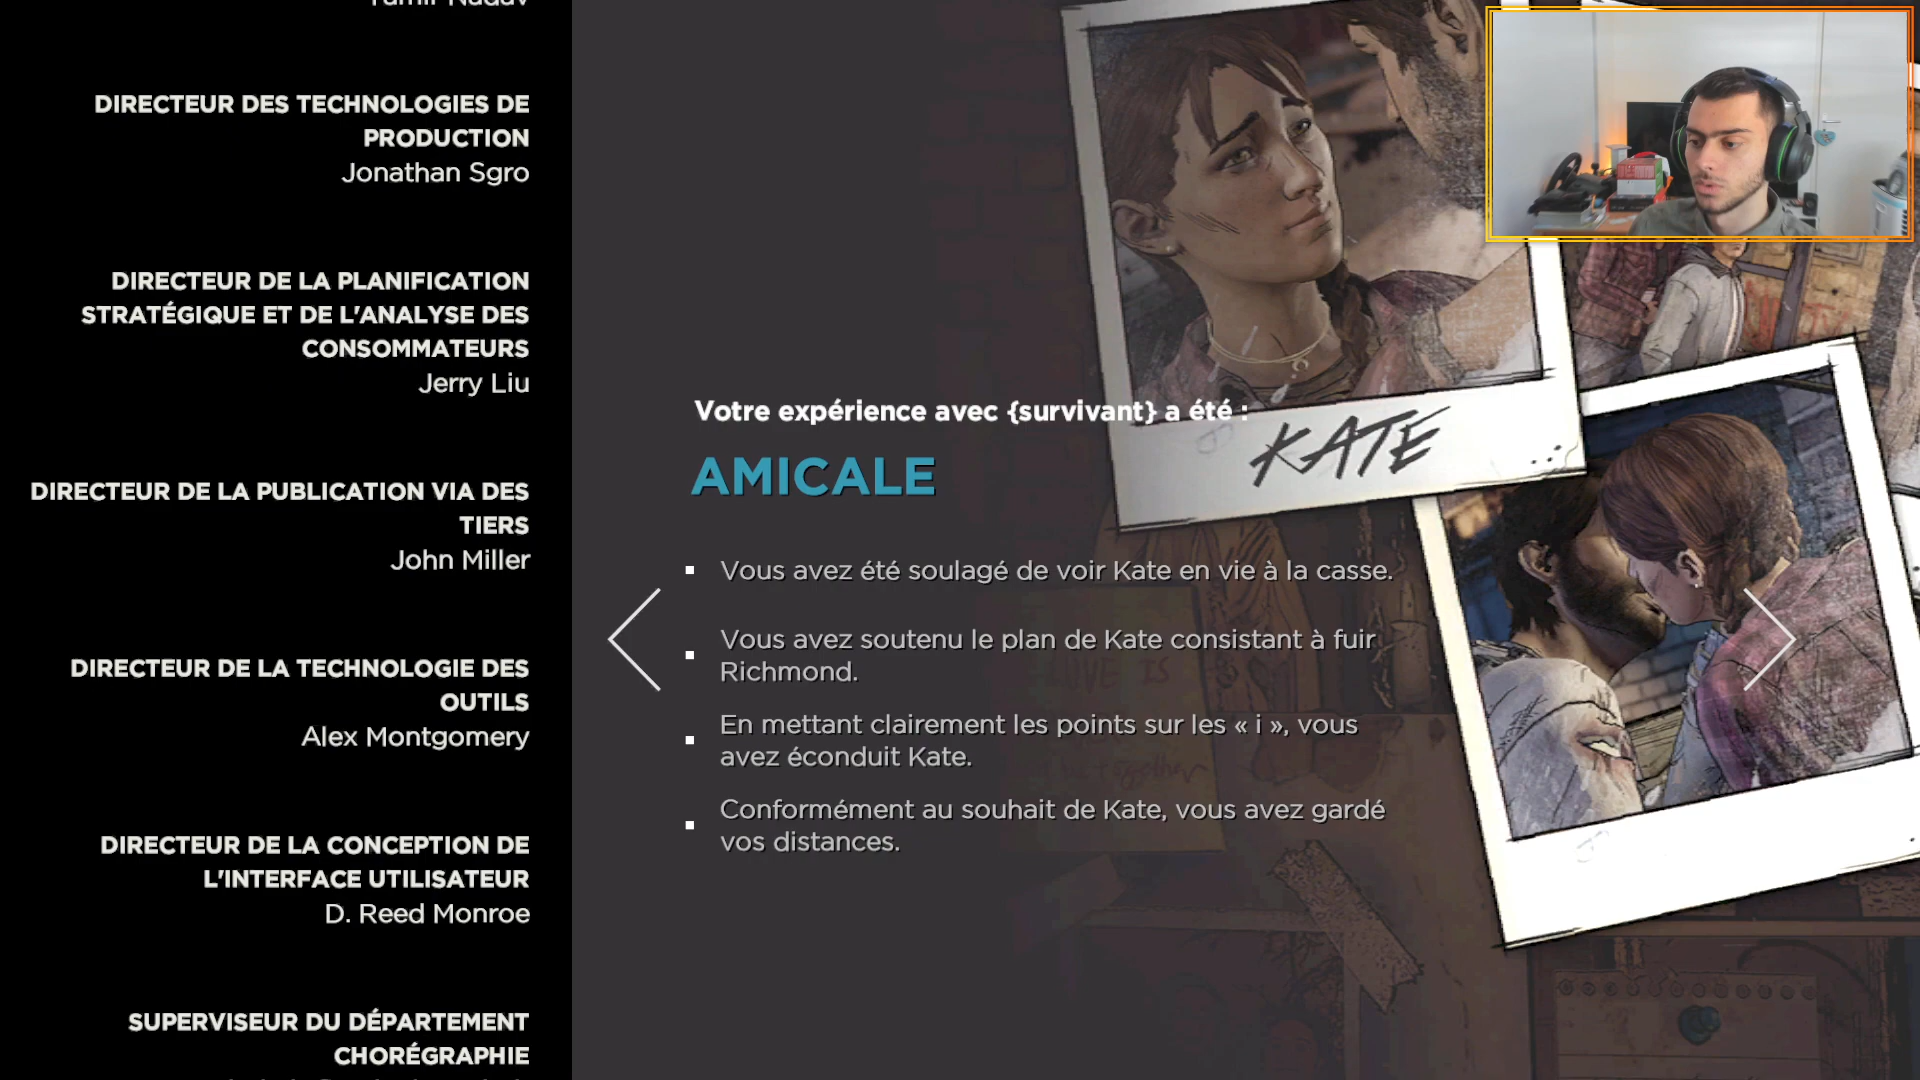 DIRECTEUR DES TECHNOLOGIES DE
PRODUCTION
Jonathan Sgro
DIRECTEUR DE LA PLANIFICATION
STRATÉGIQUE ET DE L'ANALYSE DES
CONSOMMATEURS
Jerry Liu
DIRECTEUR DE LA PUBLICATION VIA DES
TIERS
John Miller
DIRECTEUR DE LA TECHNOLOGIE DES
OUTILS
Alex Montgomery
DIRECTEUR DE LA CONCEPTION DE
L'INTERFACE UTILISATEUR
D. Reed Monroe
SUPERVISEUR DU DÉPARTEMENT
CHORÉGRAPHIE
KATE
Votre expérience avec {survivant} a été :
AMICALE
Vous avez été soulagé de voir Kate en vie à la casse.
Vous avez soutenu le plan de Kate consistant à fuir
Richmond.
En mettant clairement les points sur les « i », vous
avez éconduit Kate.
Conformément au souhait de Kate, vous avez gardé
vos distances.
LOVE IS